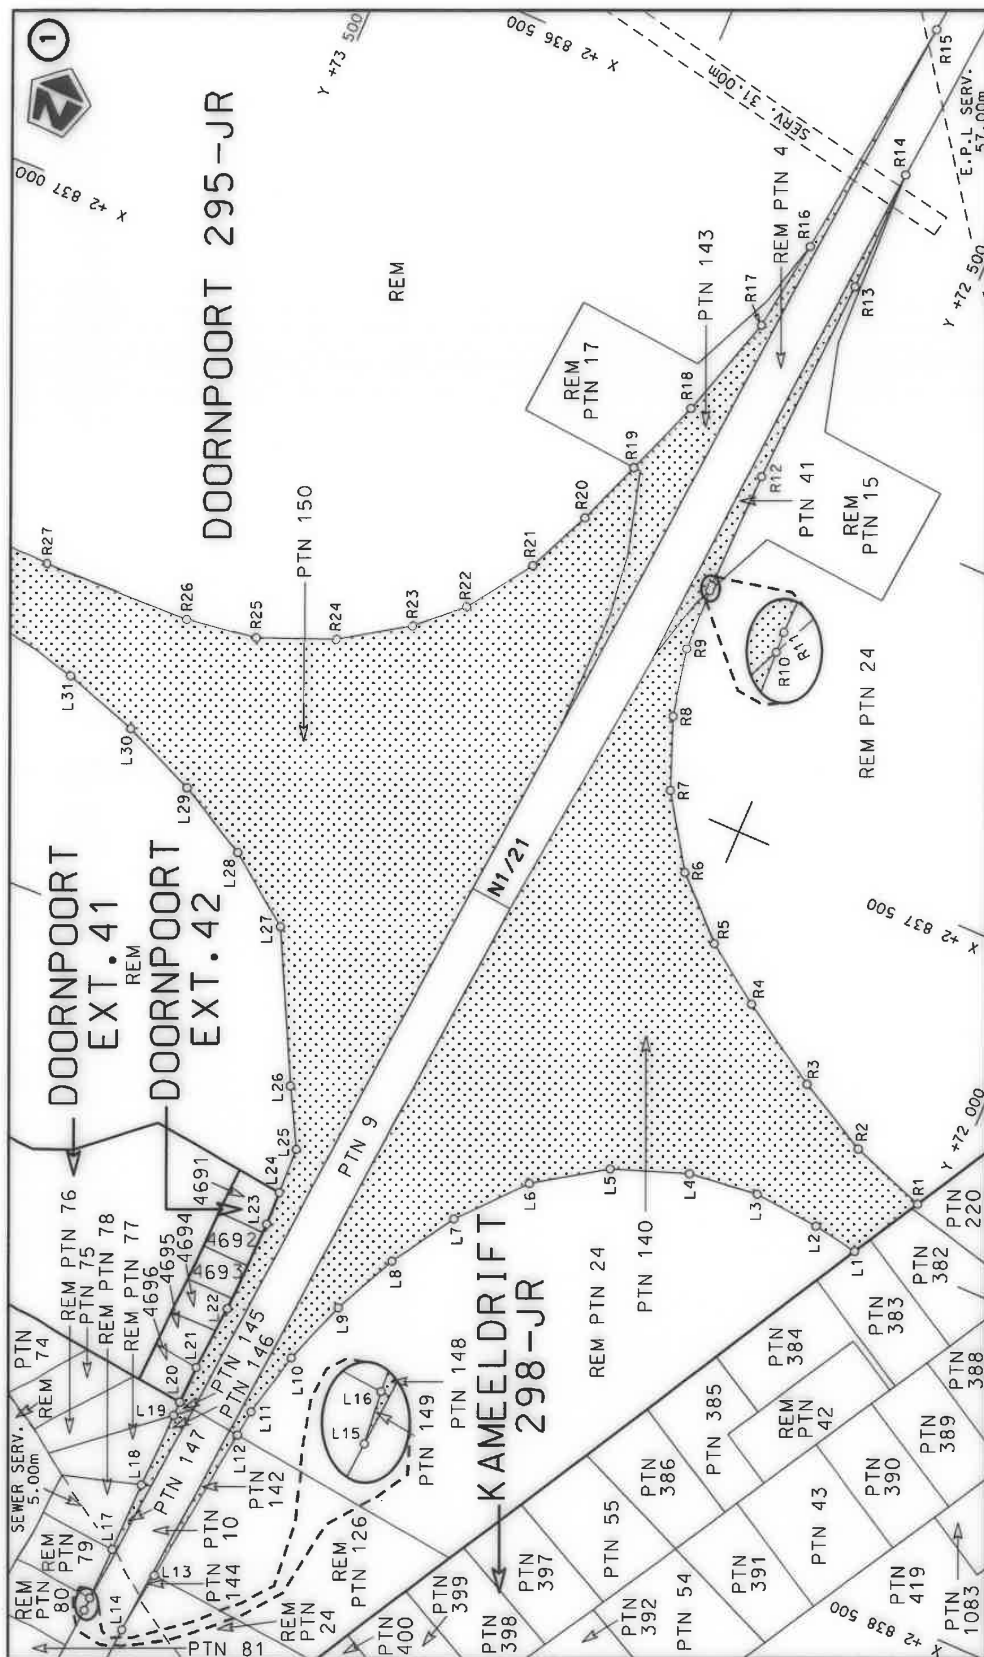 1
N
X +2 837 000
Y +73 500
X +2 836 500
SERV. 31.00m
R15
E.P.L SERV.
57.00m
R14
Y +72 500
R16
R13
REM PTN 4
PTN 143
R17
R18
REM
PTN 17
REM
DOORNPOORT 295-JR
R19
R20
R21
R22
R23
R24
R25
R26
R27
PTN 150
R12
PTN 41
REM
PTN 15
R10
R11
R9
R8
R7
R6
R5
R4
R3
R2
R1
REM PTN 24
X +2 837 500
Y +72 000
N1/21
L31
L30
L29
L28
L27
L26
L25
L24
L23
L22
L21
L20
L19
L18
L17
DOORNPOORT
EXT.41
REM
DOORNPOORT
EXT.42
4691
4692
4693
4694
4695
4696
REM PTN 76
PTN 75
REM PTN 78
REM PTN 77
PTN
74
REM
SEWER SERV.
5.00m
REM
PTN
79
REM
PTN
80
PTN 9
PTN 145
PTN 146
PTN 147
PTN
142
PTN
10
PTN
144
PTN 81
L14
L13
L12
L11
L10
L9
L8
L7
L6
L5
L4
L3
L2
L1
L15
L16
PTN 149
PTN 148
REM PTN 24
PTN 140
KAMEELDRIFT
298-JR
REM
PTN 126
REM
PTN
24
PTN
400
PTN
399
PTN
398
PTN
397
PTN
392
PTN 55
PTN 54
PTN
386
PTN 385
PTN
384
PTN
383
PTN
382
PTN
220
REM
PTN
42
PTN
391
PTN 43
PTN
390
PTN
389
PTN
388
PTN
419
PTN
1083
X +2 838 500